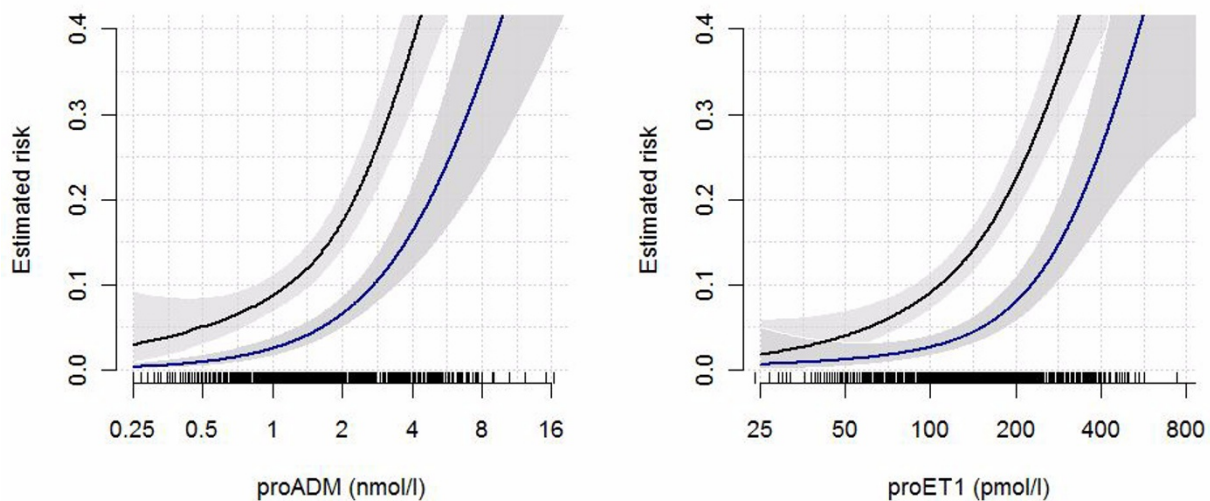 Estimated risk
0.4
0.3
0.2
0.1
0.0
0.25 0.5 1 2 4 8 16
proADM (nmol/l)
Estimated risk
0.4
0.3
0.2
0.1
0.0
25 50 100 200 400 800
proET1 (pmol/l)